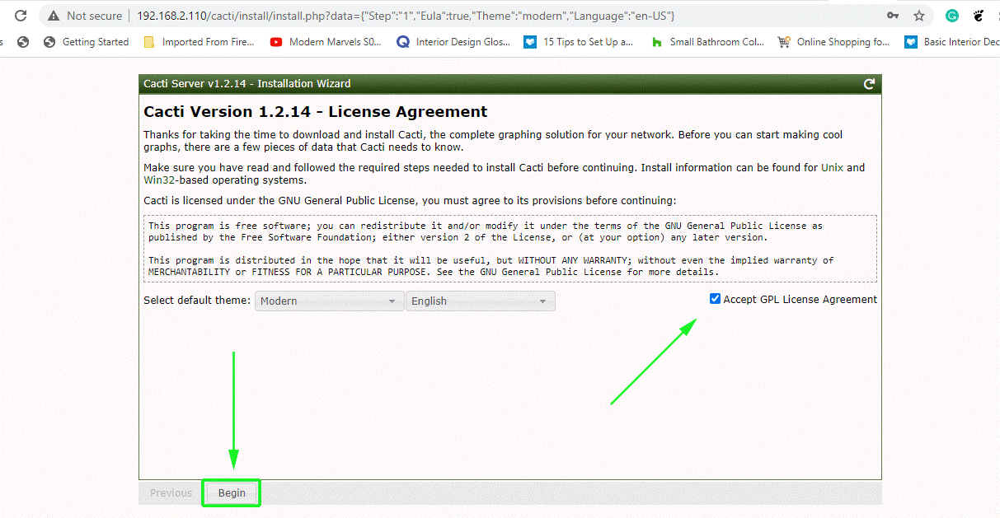 Not secure | 192.168.2.110/cacti/install/install.php?data={"Step":"1","Eula":true,"Theme":"modern","Language":"en-US"}
s Getting Started Imported From Fire... Modern Marvels S0... Interior Design Glos... 15 Tips to Set Up a... Small Bathroom Col... Online Shopping fo... Basic Interior Dec
Cacti Server v1.2.14 - Installation Wizard
Cacti Version 1.2.14 - License Agreement
Thanks for taking the time to download and install Cacti, the complete graphing solution for your network. Before you can start making cool
graphs, there are a few pieces of data that Cacti needs to know.
Make sure you have read and followed the required steps needed to install Cacti before continuing. Install information can be found for Unix and
Win32-based operating systems.
Cacti is licensed under the GNU General Public License, you must agree to its provisions before continuing:
This program is free software; you can redistribute it and/or modify it under the terms of the GNU General Public License as
published by the Free Software Foundation; either version 2 of the License, or (at your option) any later version.
This program is distributed in the hope that it will be useful, but WITHOUT ANY WARRANTY; without even the implied warranty of
MERCHANTABILITY or FITNESS FOR A PARTICULAR PURPOSE. See the GNU General Public License for more details.
Select default theme: Modern English Accept GPL License Agreement
Previous Begin